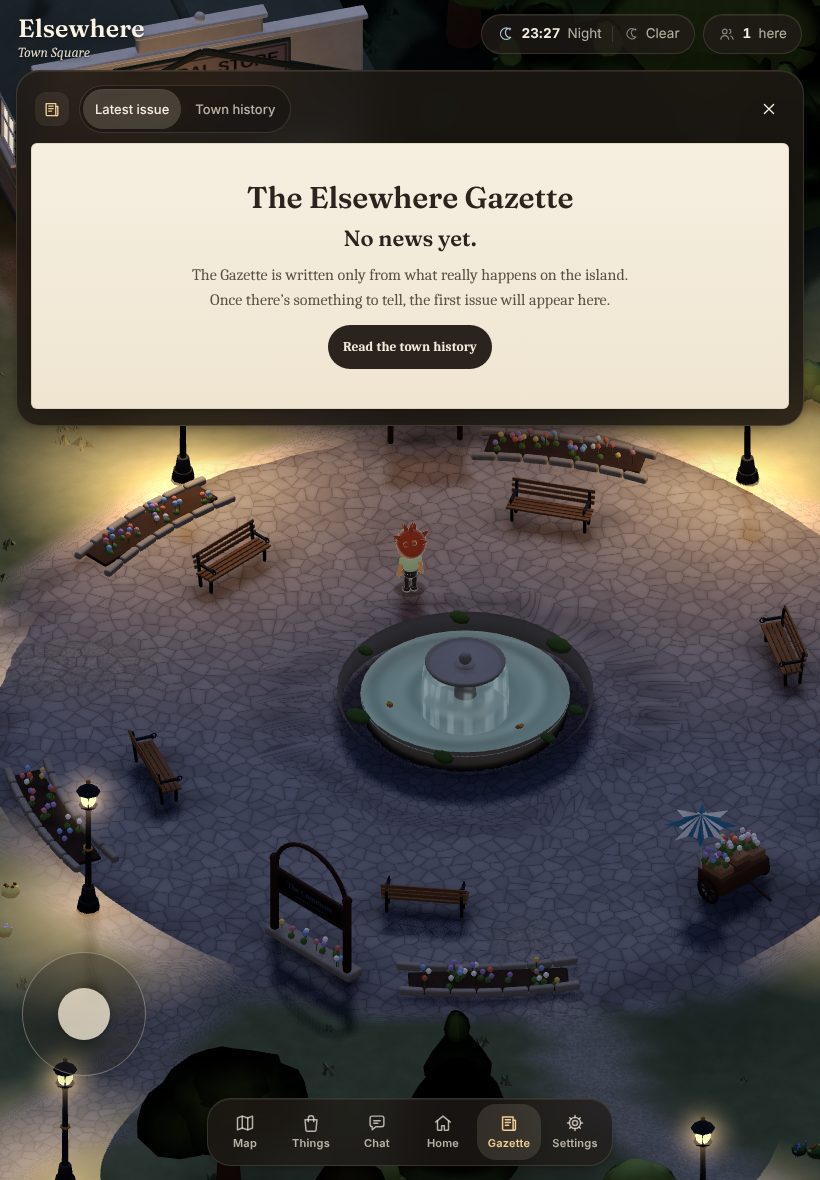 Elsewhere
Town Square
23:27 Night Clear
1 here
STORE
Latest issue Town history
The Elsewhere Gazette
No news yet.
The Gazette is written only from what really happens on the island.
Once there's something to tell, the first issue will appear here.
Read the town history
Map Things Chat Home Gazette Settings